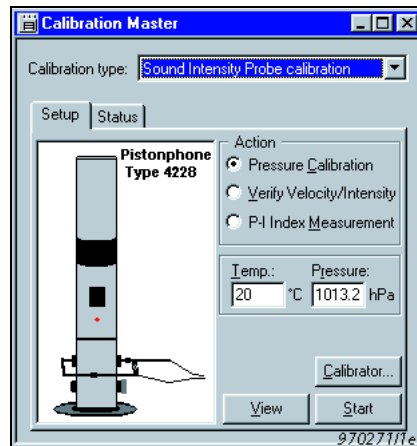 Calibration Master
Calibration type: Sound Intensity Probe calibration
Setup Status
Pistonphone
Type 4228
Action
Pressure Calibration
Verify Velocity/Intensity
P-I Index Measurement
Temp.: Pressure:
20 °C 1013.2 hPa
Calibrator...
View Start
970271/1e